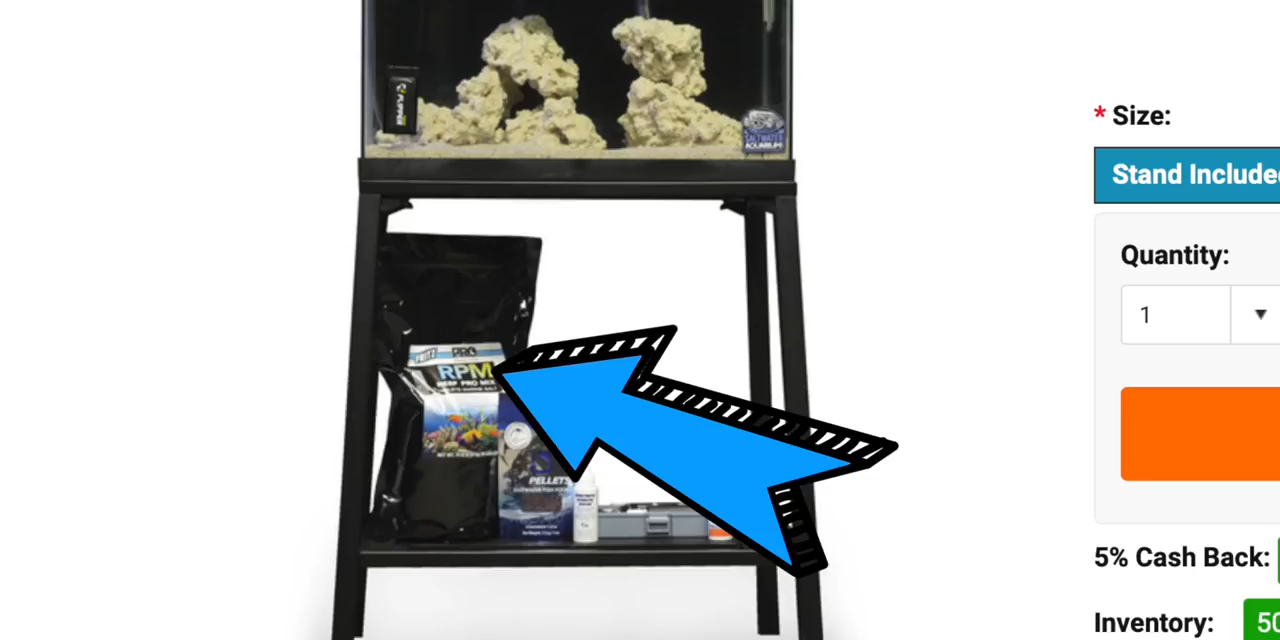 FLIPPER
SALTWATER
AQUARIUM
* Size:
Stand Include
Quantity:
1
FRITZ PRO
RPM
REEF PRO MIX
PELLETS
5% Cash Back:
Inventory:
50